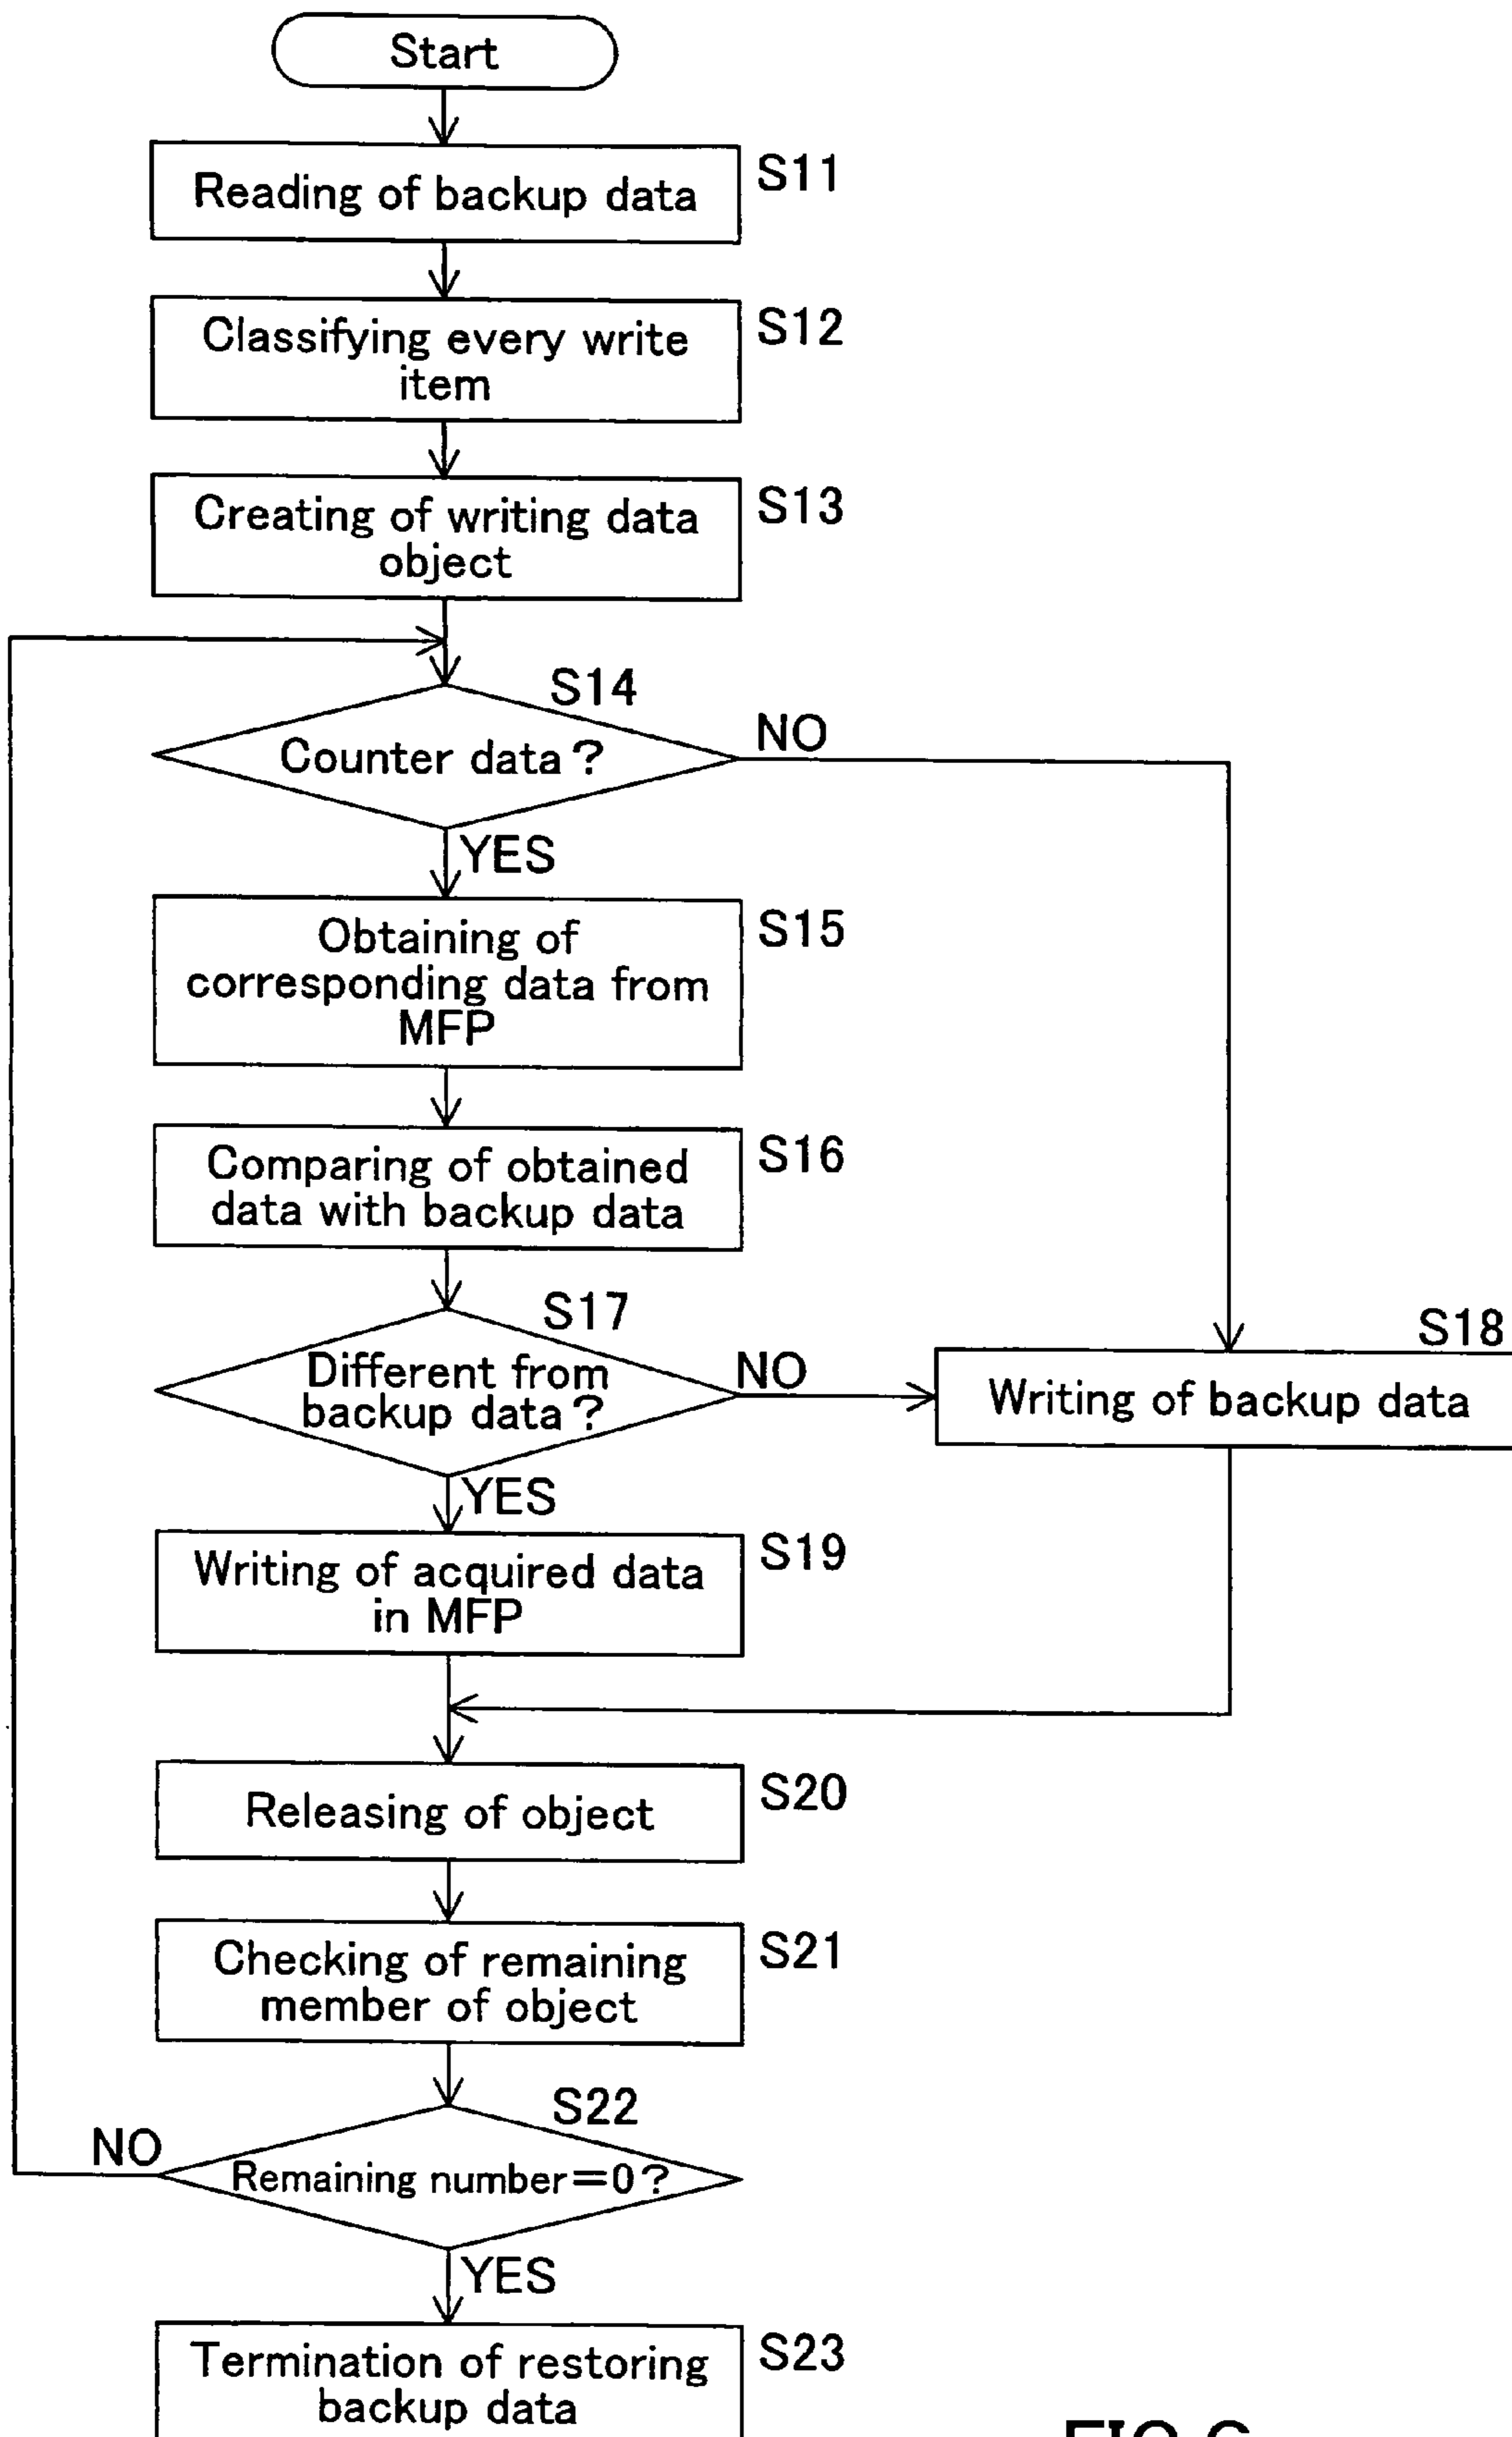 Start
Reading of backup data
S11
Classifying every write
item
S12
Creating of writing data
object
S13
S14
Counter data?
NO
YES
Obtaining of
corresponding data from
MFP
S15
Comparing of obtained
data with backup data
S16
S17
Different from
backup data?
NO
S18
Writing of backup data
YES
Writing of acquired data
in MFP
S19
Releasing of object
S20
Checking of remaining
member of object
S21
S22
NO
Remaining number=0?
YES
Termination of restoring
backup data
S23